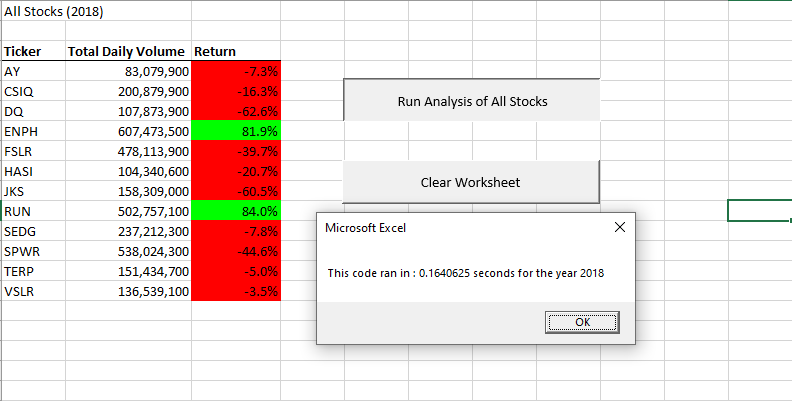 All Stocks (2018)
Ticker Total Daily Volume Return
AY 83,079,900 -7.3%
CSIQ 200,879,900 -16.3%
DQ 107,873,900 -62.6%
ENPH 607,473,500 81.9%
FSLR 478,113,900 -39.7%
HASI 104,340,600 -20.7%
JKS 158,309,000 -60.5%
RUN 502,757,100 84.0%
SEDG 237,212,300 -7.8%
SPWR 538,024,300 -44.6%
TERP 151,434,700 -5.0%
VSLR 136,539,100 -3.5%
Run Analysis of All Stocks
Clear Worksheet
Microsoft Excel
This code ran in : 0.1640625 seconds for the year 2018
OK